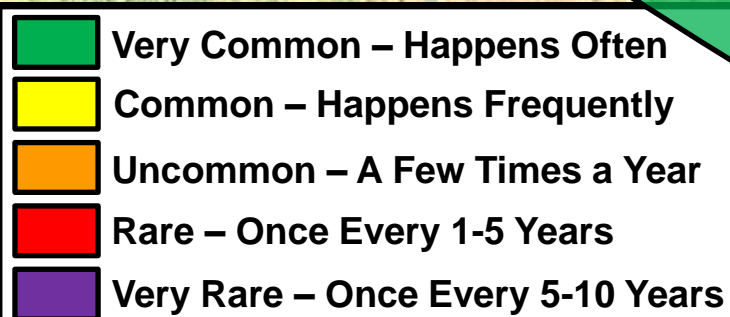 Very Common – Happens Often
Common – Happens Frequently
Uncommon – A Few Times a Year
Rare – Once Every 1-5 Years
Very Rare – Once Every 5-10 Years